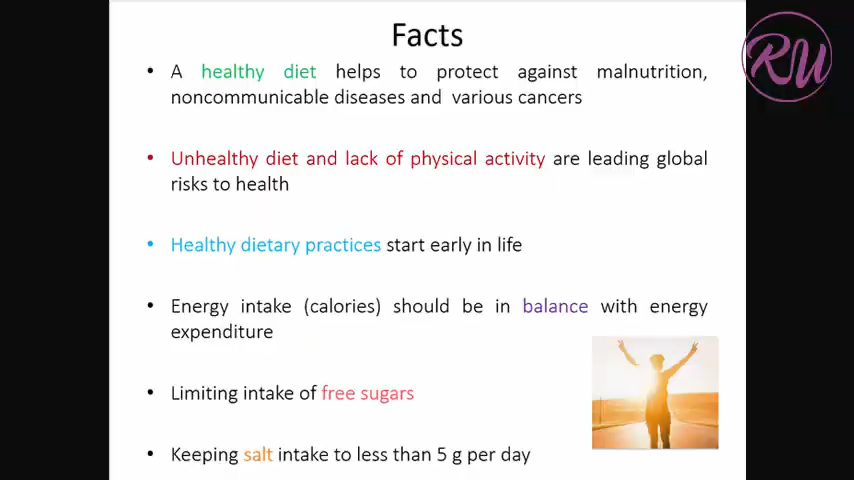 Facts
RU
• A healthy diet helps to protect against malnutrition,
noncommunicable diseases and various cancers
• Unhealthy diet and lack of physical activity are leading global
risks to health
• Healthy dietary practices start early in life
• Energy intake (calories) should be in balance with energy
expenditure
• Limiting intake of free sugars
• Keeping salt intake to less than 5 g per day